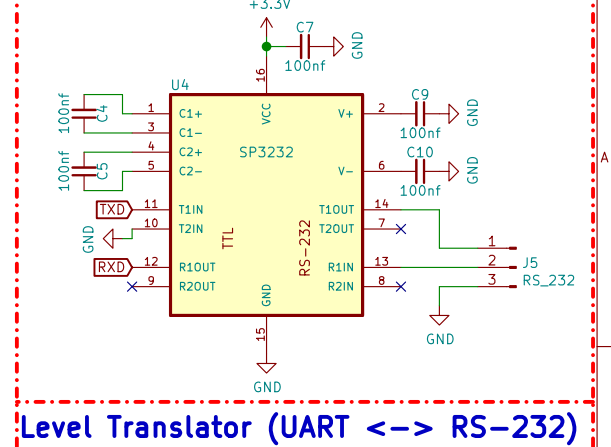 +3.3V
C7
100nf
GND
U4
16
VCC
100nf
C4
1
C1+
3
C1-
4
C2+
100nf
C5
5
C2-
SP3232
V+
2
C9
100nf
GND
V-
6
C10
100nf
GND
TXD
11
T1IN
GND
10
T2IN
TTL
RS-232
T1OUT
14
T2OUT
7
RXD
12
R1OUT
9
R2OUT
R1IN
13
R2IN
8
1
2
3
J5
RS_232
GND
GND
15
GND
A
Level Translator (UART <-> RS-232)